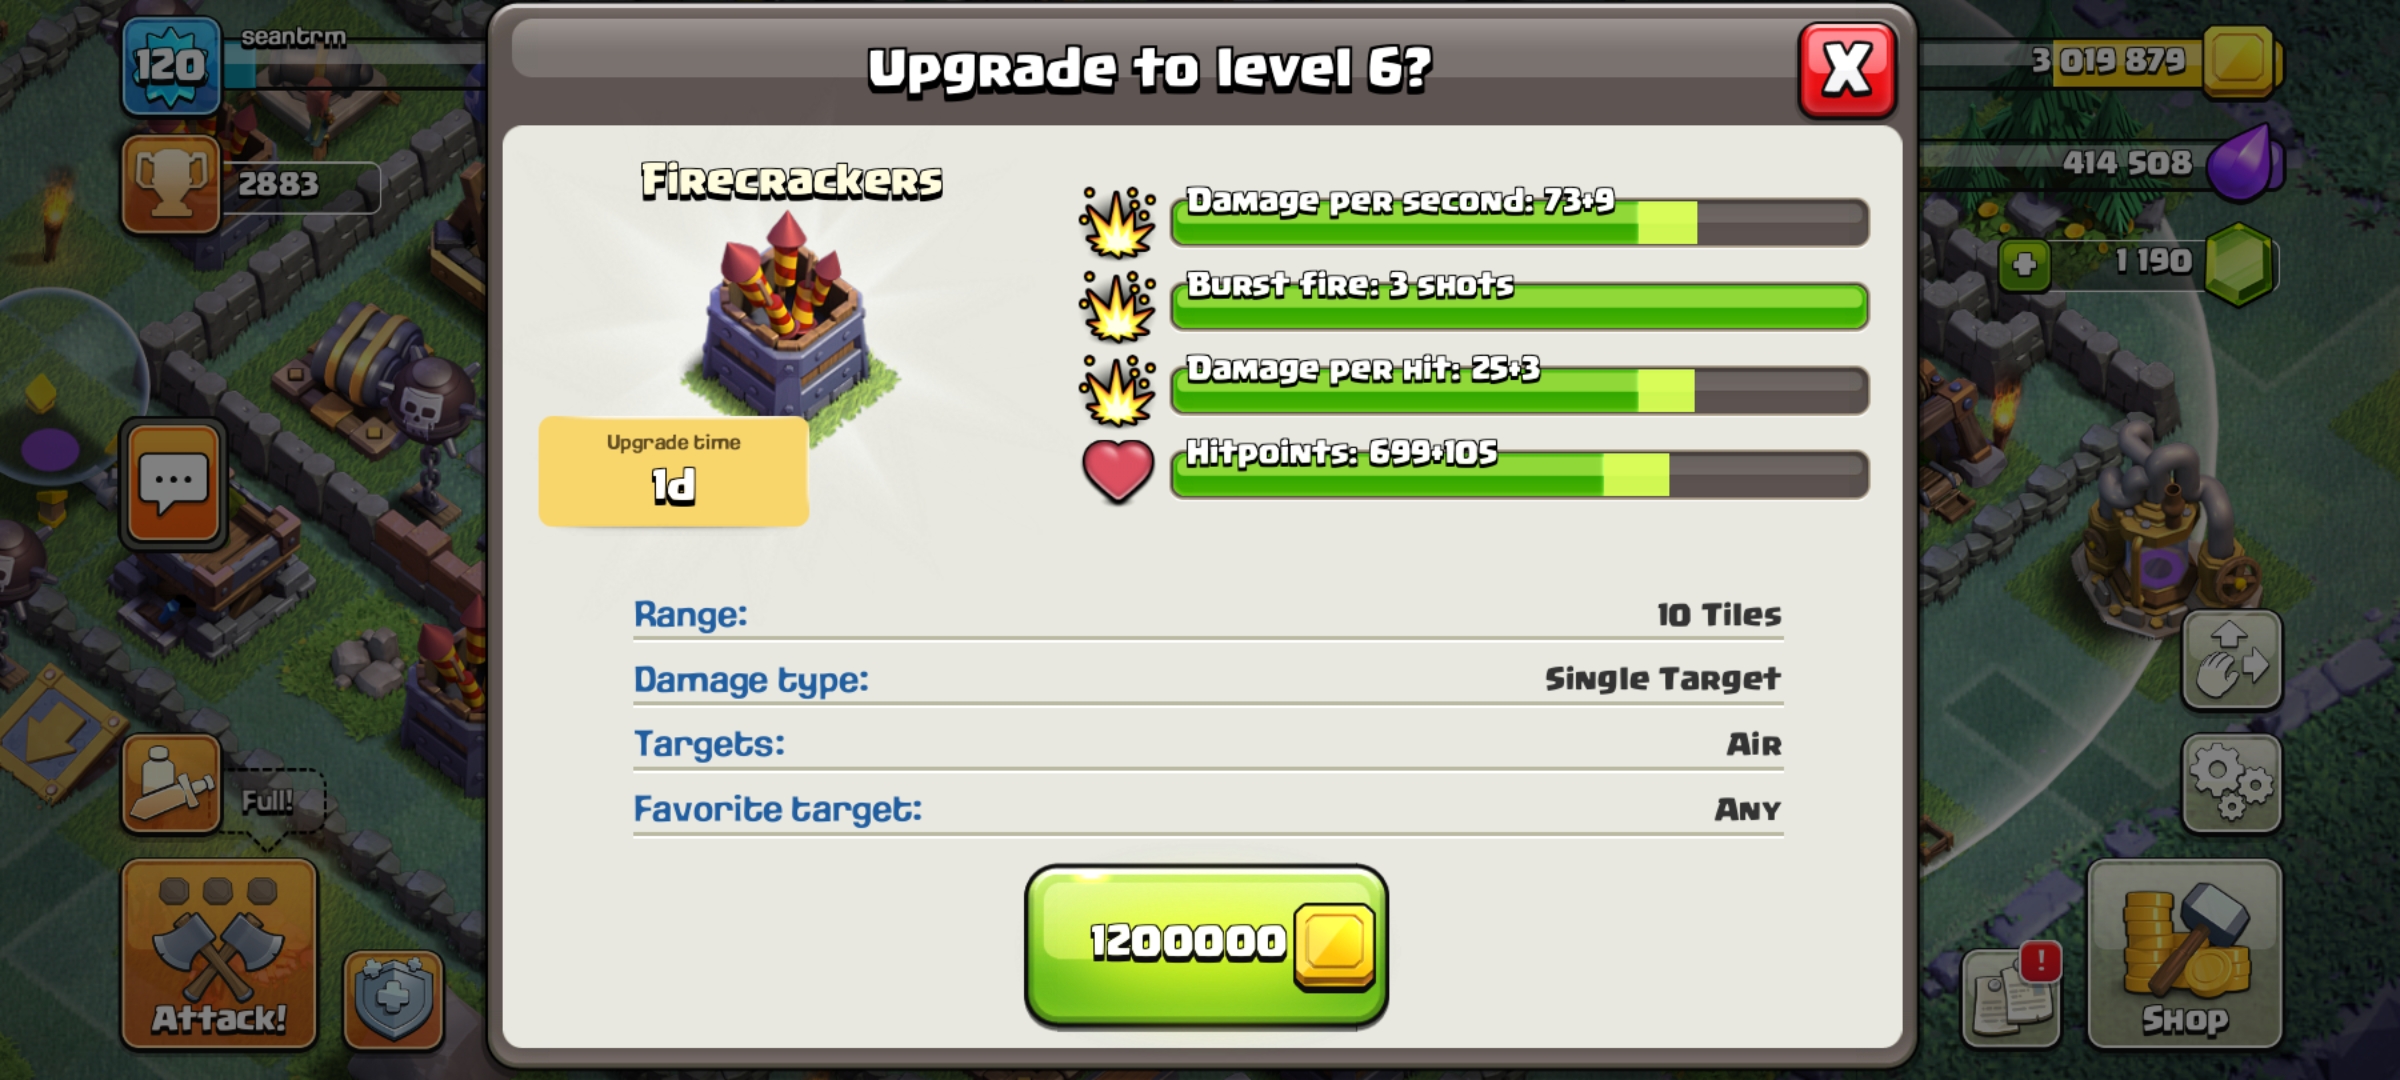 120
seantrm
2883
Upgrade to level 6?
X
3 019 879
414 508
1 190
Firecrackers
Upgrade time
1d
Damage per second: 73+9
Burst fire: 3 shots
Damage per hit: 25+3
Hitpoints: 699+105
Range: 10 Tiles
Damage type: Single Target
Targets: Air
Favorite target: Any
Full!
1200000
Attack!
!
Shop